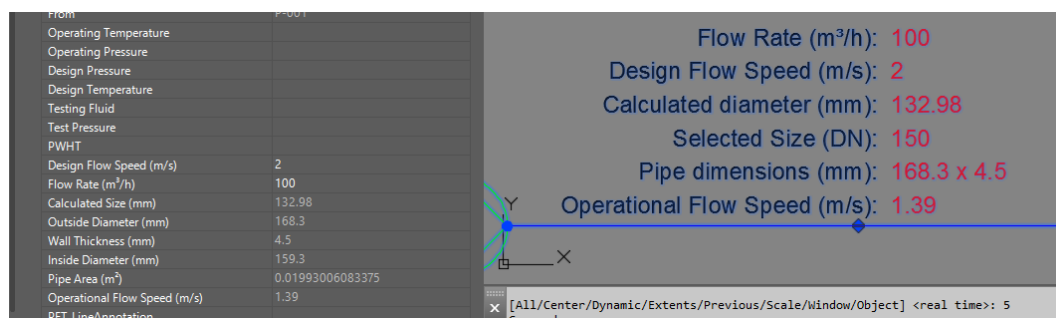 From P-001
Operating Temperature
Operating Pressure
Design Pressure
Design Temperature
Testing Fluid
Test Pressure
PWHT
Design Flow Speed (m/s) 2
Flow Rate (m³/h) 100
Calculated Size (mm) 132.98
Outside Diameter (mm) 168.3
Wall Thickness (mm) 4.5
Inside Diameter (mm) 159.3
Pipe Area (m²) 0.01993006083375
Operational Flow Speed (m/s) 1.39
Flow Rate (m³/h): 100
Design Flow Speed (m/s): 2
Calculated diameter (mm): 132.98
Selected Size (DN): 150
Pipe dimensions (mm): 168.3 x 4.5
Operational Flow Speed (m/s): 1.39
Y
X
[All/Center/Dynamic/Extents/Previous/Scale/Window/Object] <real time>: 5